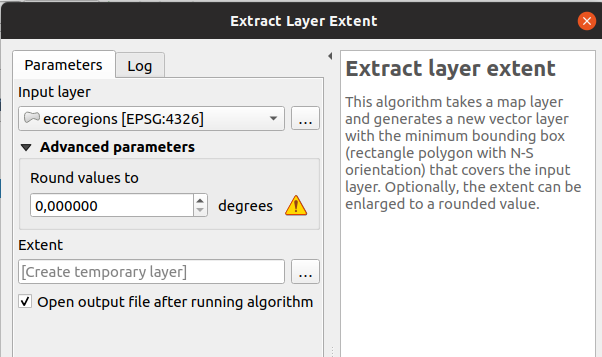 Extract Layer Extent
Parameters
Log
Input layer
ecoregions [EPSG:4326]
...
Advanced parameters
Round values to
0,000000
degrees
Extent
[Create temporary layer]
...
Open output file after running algorithm
Extract layer extent
This algorithm takes a map layer
and generates a new vector layer
with the minimum bounding box
(rectangle polygon with N-S
orientation) that covers the input
layer. Optionally, the extent can be
enlarged to a rounded value.